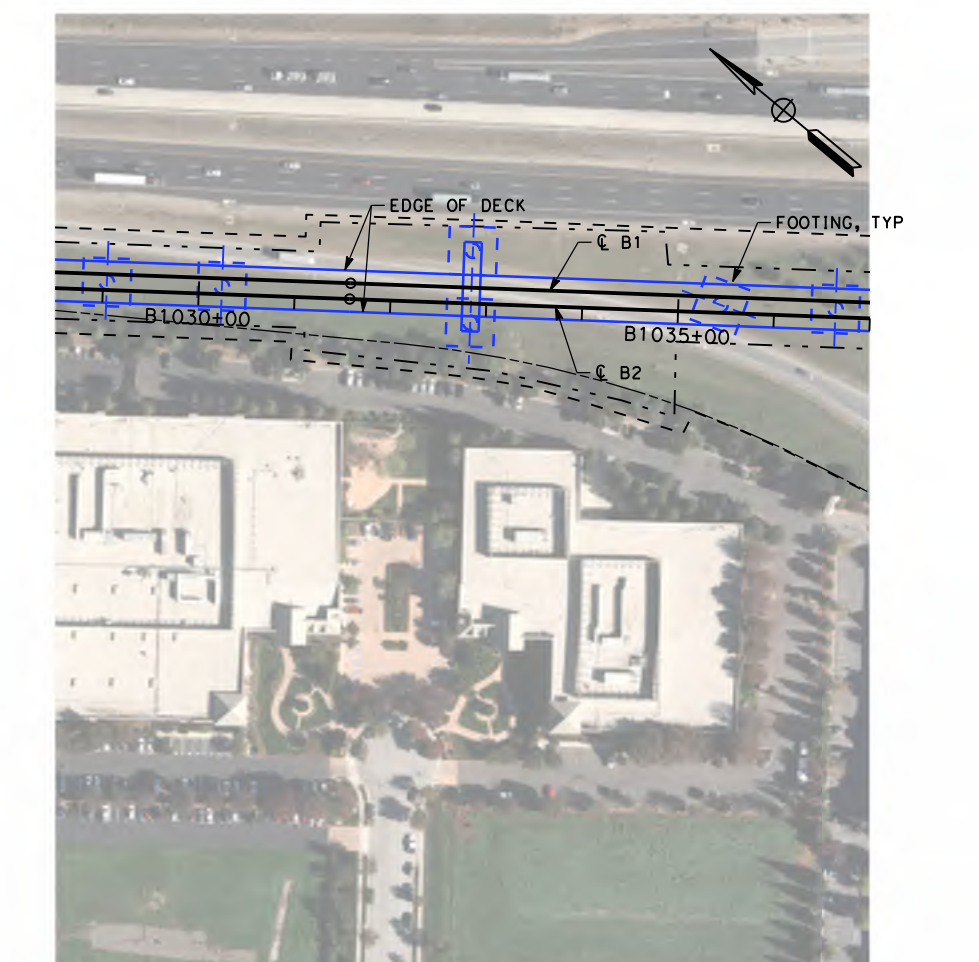 EDGE OF DECK
FOOTING, TYP
℄ B1
B1030+00
B1035+00
℄ B2